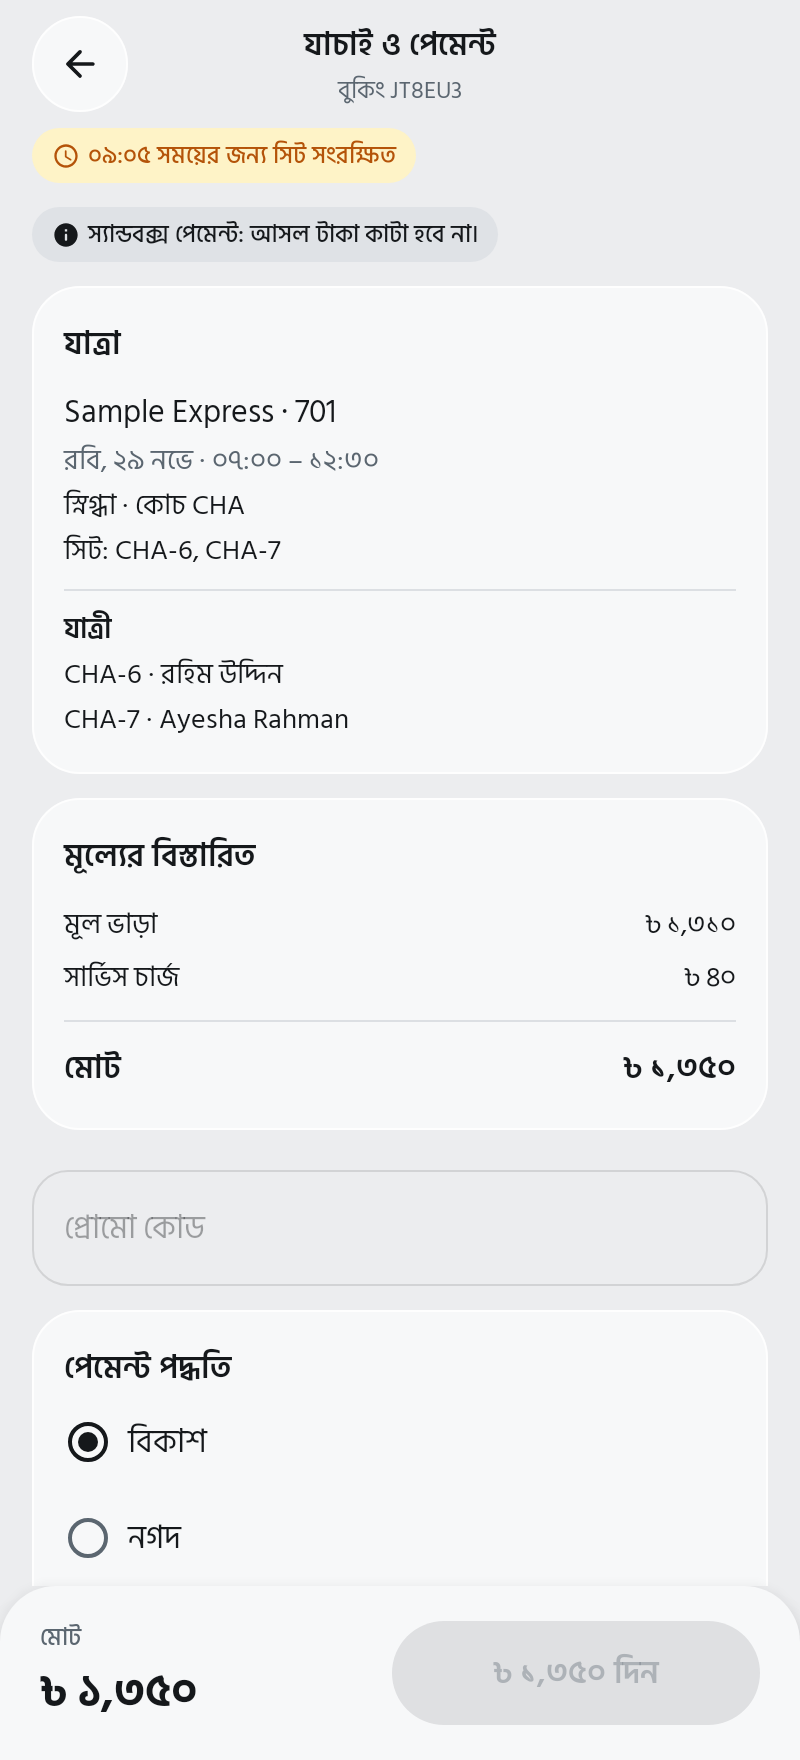 যাচাই ও পেমেন্ট
বুকিং JT8EU3
০৯:০৫ সময়ের জন্য সিট সংরক্ষিত
স্যান্ডবক্স পেমেন্ট: আসল টাকা কাটা হবে না।
যাত্রা
Sample Express · 701
রবি, ২৯ নভে · ০৭:০০ – ১২:৩০
স্নিগ্ধা · কোচ CHA
সিট: CHA-6, CHA-7
যাত্রী
CHA-6 · রহিম উদ্দিন
CHA-7 · Ayesha Rahman
মূল্যের বিস্তারিত
মূল ভাড়া ৳ ১,৩১০
সার্ভিস চার্জ ৳ ৪০
মোট ৳ ১,৩৫০
প্রোমো কোড
পেমেন্ট পদ্ধতি
বিকাশ
নগদ
মোট
৳ ১,৩৫০
৳ ১,৩৫০ দিন